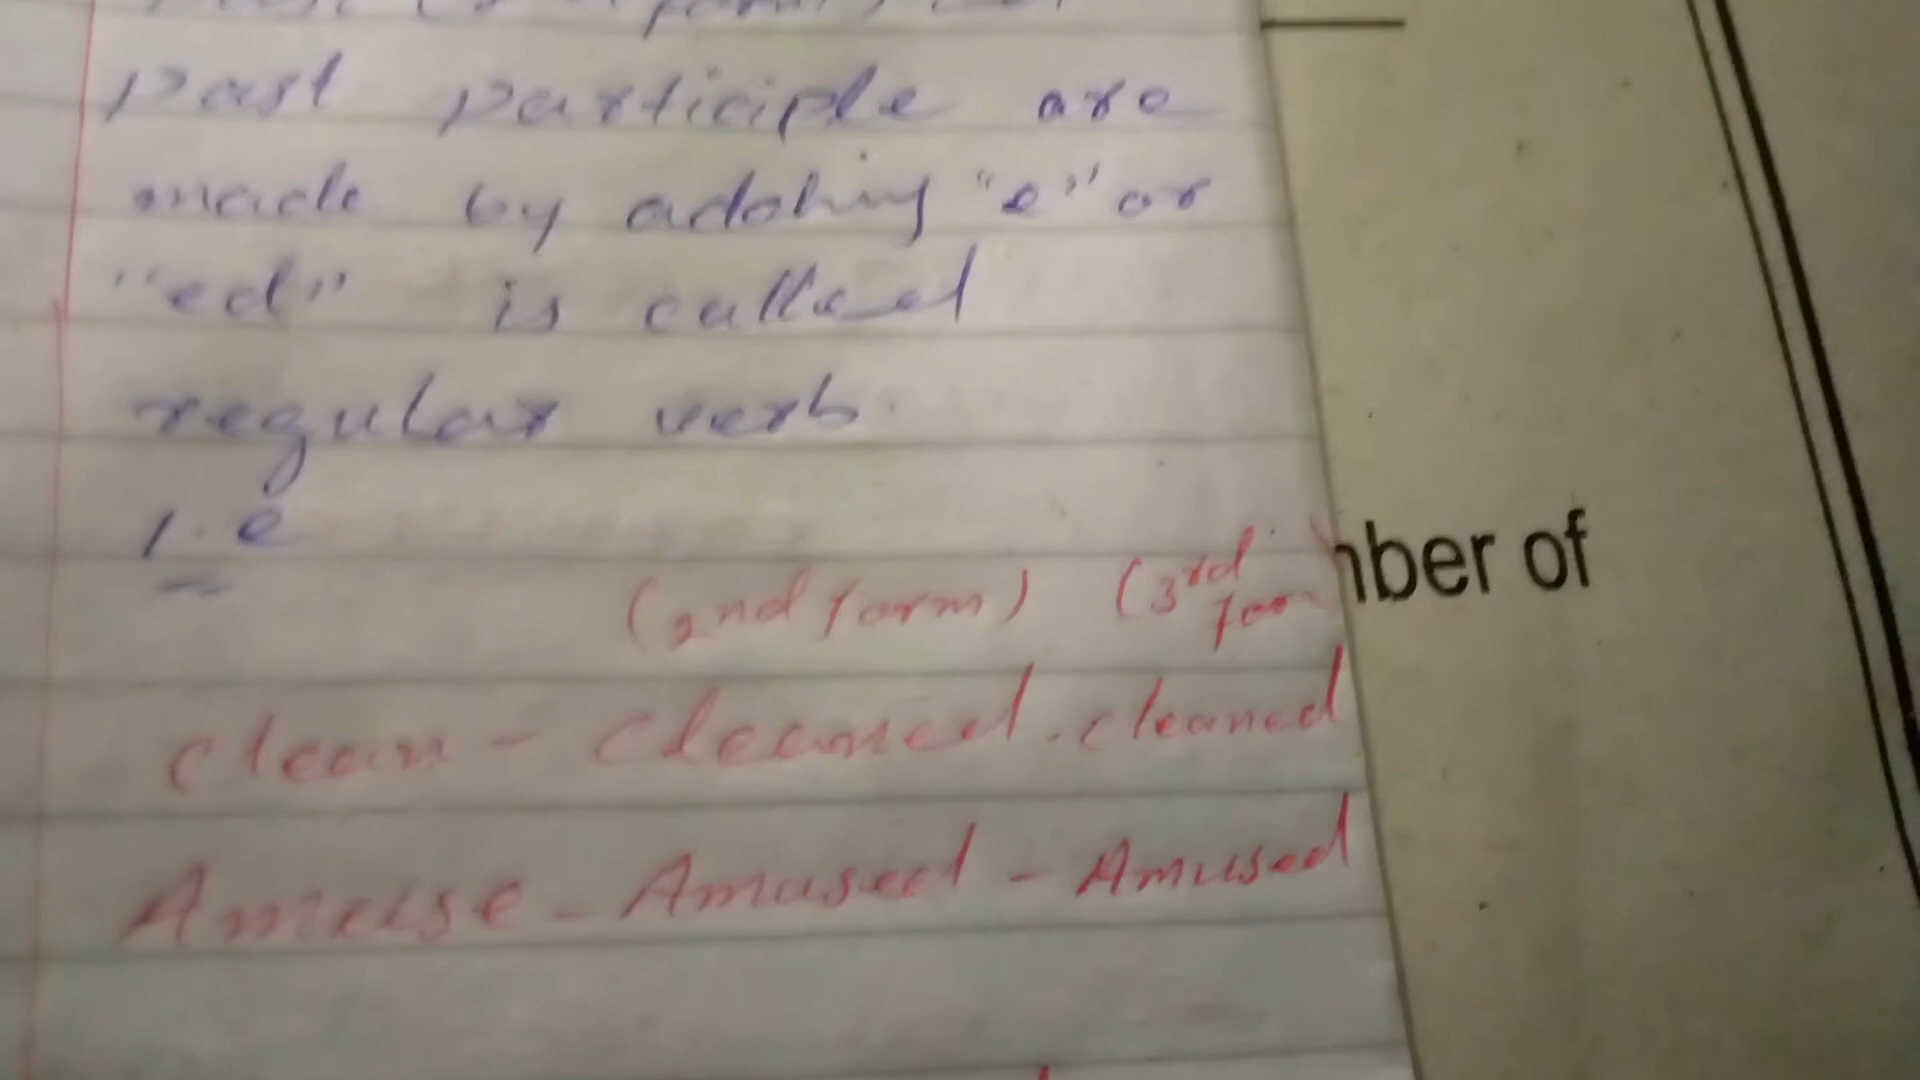 Past participle are
made by adding "e" or
"ed" is called
regular verb.
I.e
(2nd form) (3rd
nber of
clean - cleaned - cleaned
Amuse - Amused - Amused